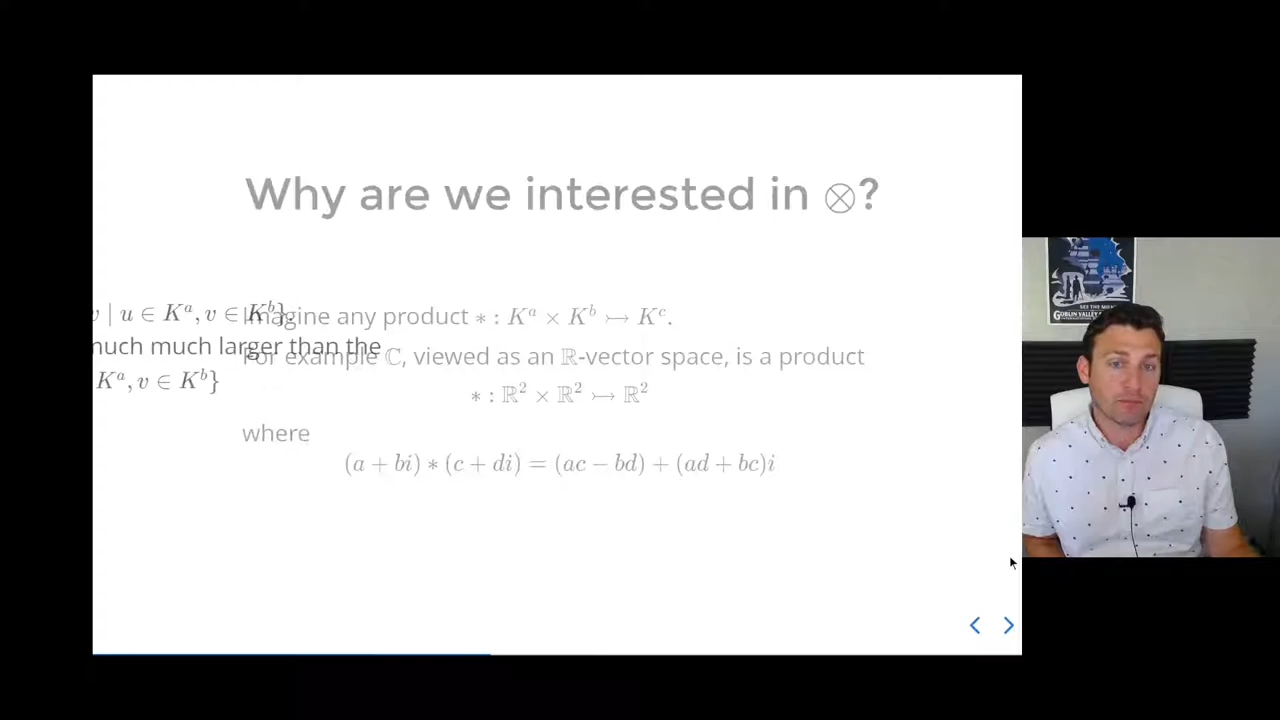 Why are we interested in ⊗?
v | u ∈ Kᵃ, v ∈ Kᵇ}.
much much larger than the
Kᵃ, v ∈ Kᵇ}
Imagine any product ∗ : Kᵃ × Kᵇ ↣ Kᶜ.
For example ℂ, viewed as an ℝ-vector space, is a product
∗ : ℝ² × ℝ² ↣ ℝ²
where
(a + bi) ∗ (c + di) = (ac − bd) + (ad + bc)i
GOBLIN VALLEY